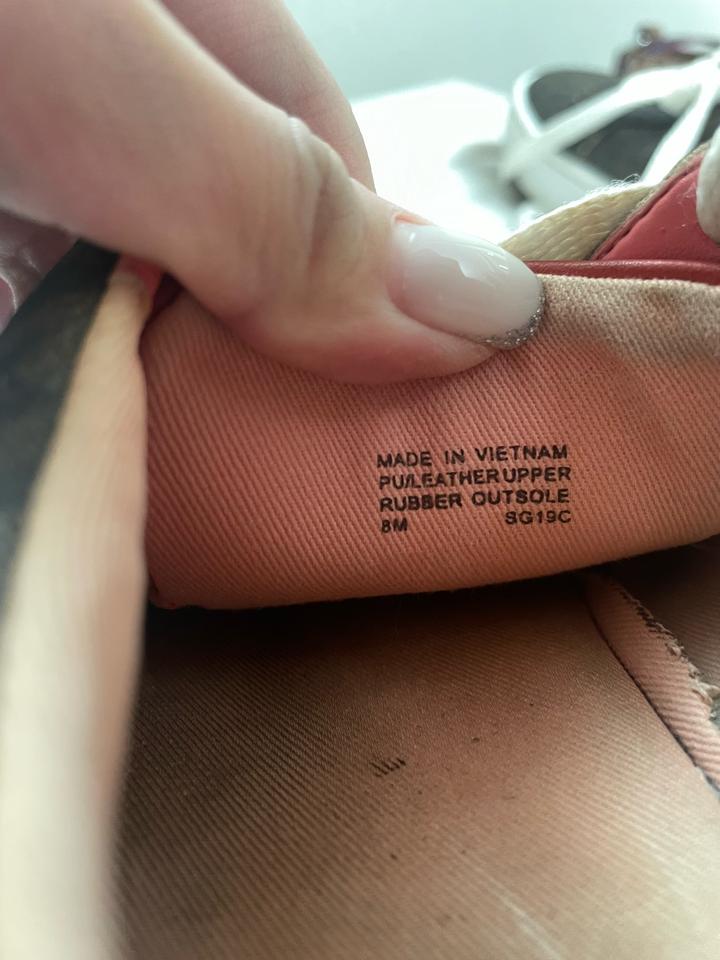 MADE IN VIETNAM
PU/LEATHER UPPER
RUBBER OUTSOLE
8M SG19C